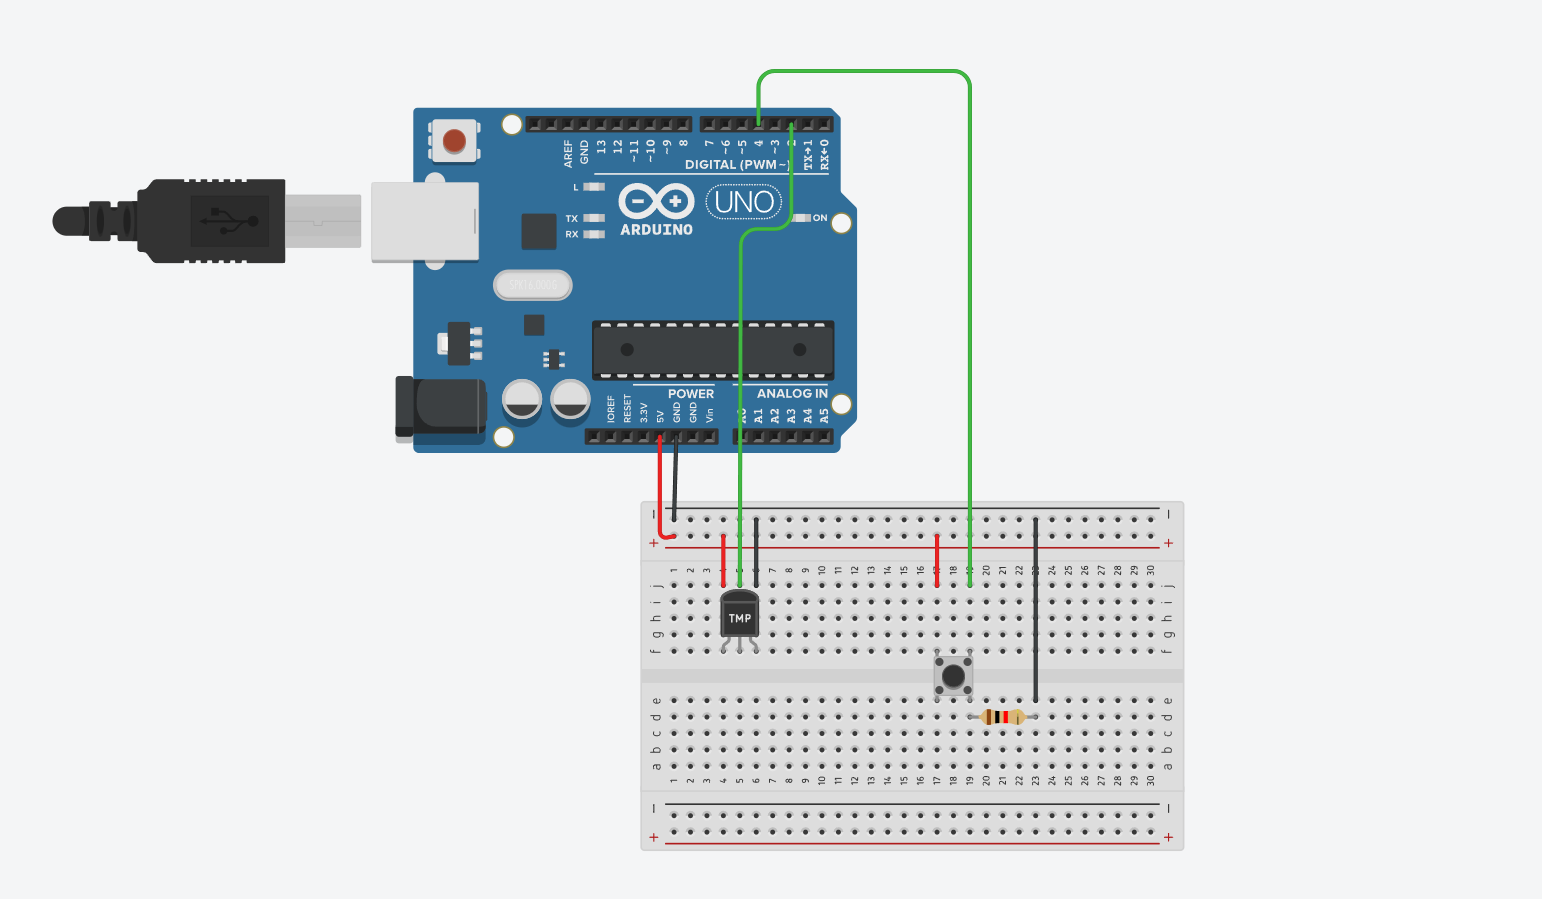 AREF
GND
13
12
~11
~10
~9
8
7
~6
~5
4
~3
2
TX→1
RX←0
DIGITAL (PWM~)
L
TX
RX
ARDUINO
UNO
ON
SPK16.000G
POWER
ANALOG IN
IOREF
RESET
3.3V
5V
GND
GND
Vin
A0
A1
A2
A3
A4
A5
− −
+ +
1 2 3 4 5 6 7 8 9 10 11 12 13 14 15 16 17 18 19 20 21 22 23 24 25 26 27 28 29 30
j j
i i
h TMP h
g g
f f
e e
d d
c c
b b
a a
1 2 3 4 5 6 7 8 9 10 11 12 13 14 15 16 17 18 19 20 21 22 23 24 25 26 27 28 29 30
− −
+ +